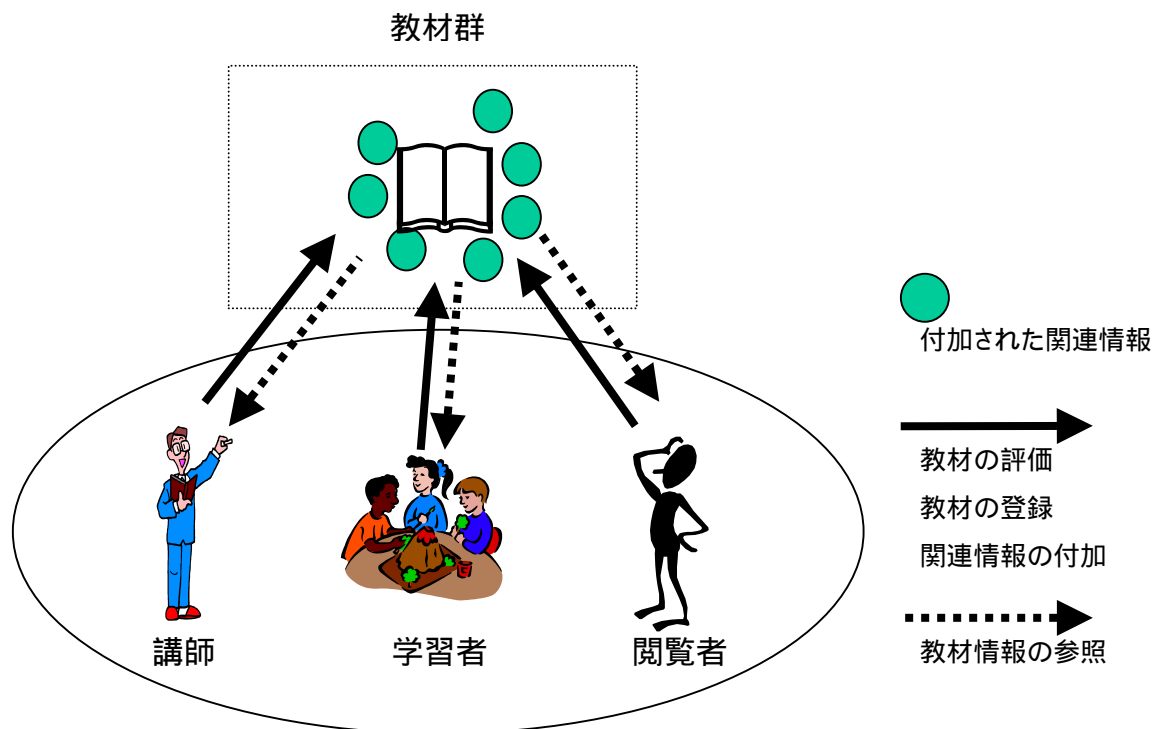 教材群
付加された関連情報
教材の評価
教材の登録
関連情報の付加
教材情報の参照
講師
学習者
閲覧者